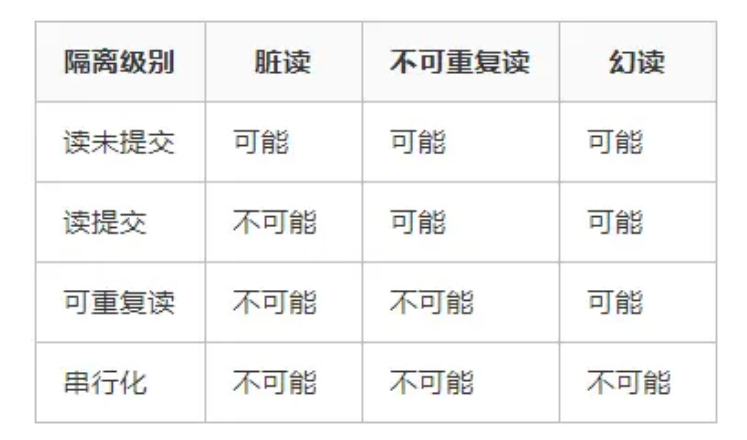 隔离级别 脏读 不可重复读 幻读
读未提交 可能 可能 可能
读提交 不可能 可能 可能
可重复读 不可能 不可能 可能
串行化 不可能 不可能 不可能